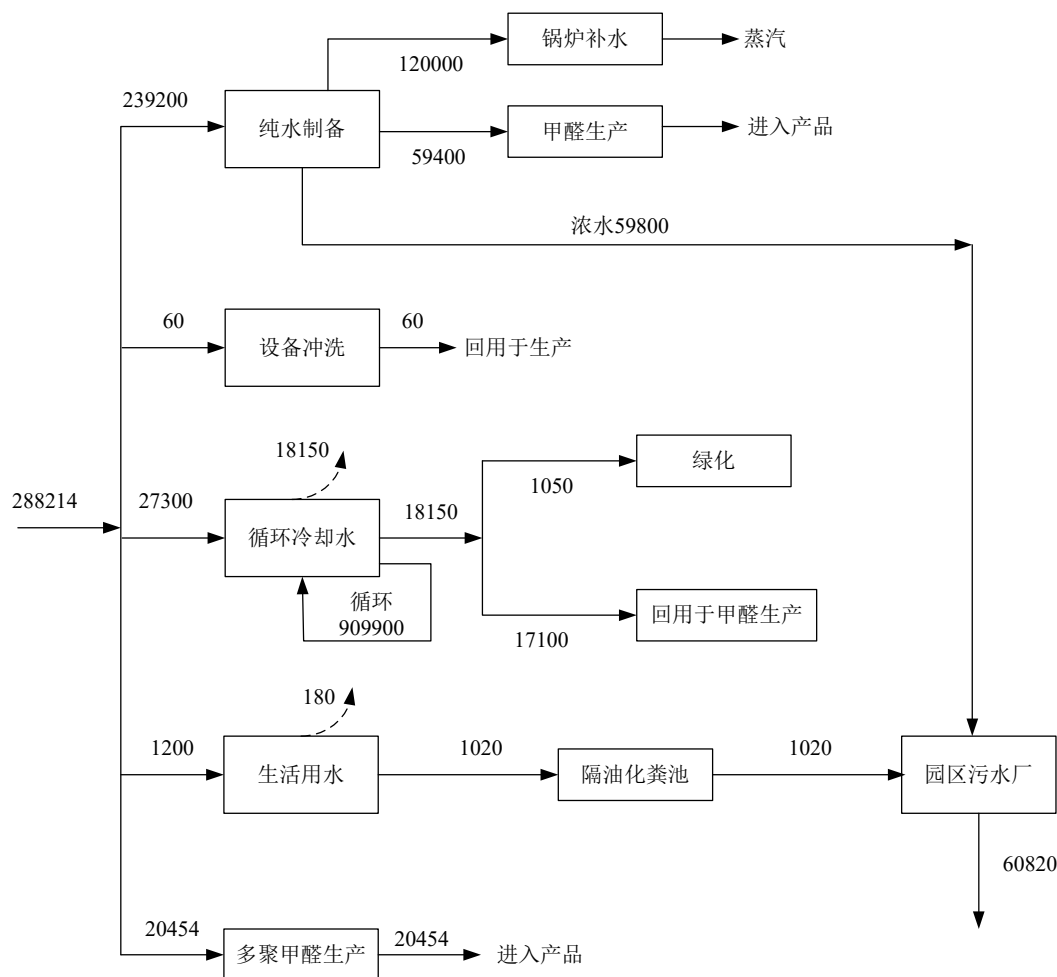 锅炉补水
蒸汽
120000
239200
纯水制备
甲醛生产
进入产品
59400
浓水59800
60
设备冲洗
60
回用于生产
18150
绿化
1050
288214
27300
循环冷却水
18150
循环
909900
回用于甲醛生产
17100
180
1200
生活用水
1020
隔油化粪池
1020
园区污水厂
60820
20454
多聚甲醛生产
20454
进入产品